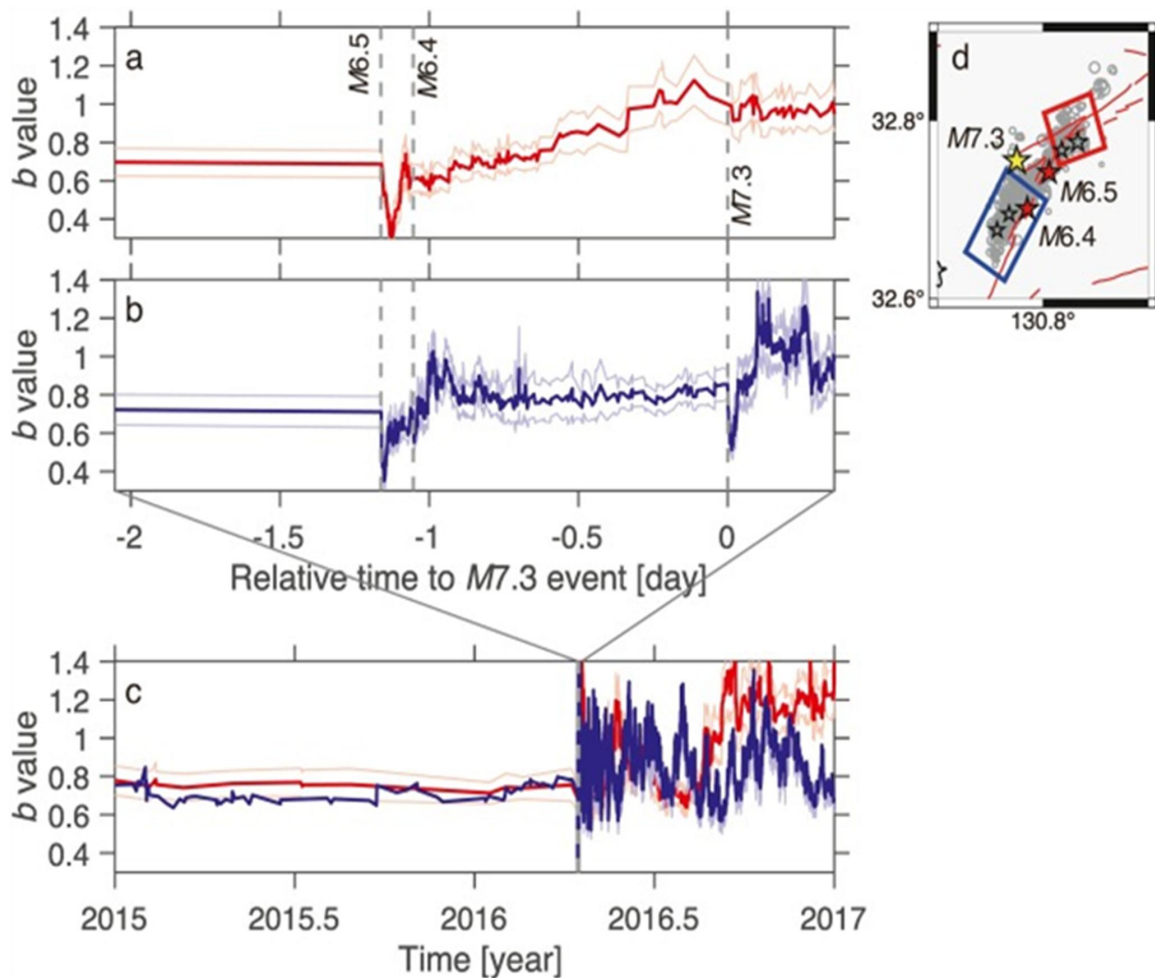 a
1.4
1.2
1
0.8
0.6
0.4
b value
M6.5
M6.4
M7.3
b
1.4
1.2
1
0.8
0.6
0.4
b value
-2
-1.5
-1
-0.5
0
Relative time to M7.3 event [day]
c
1.4
1.2
1
0.8
0.6
0.4
b value
2015
2015.5
2016
2016.5
2017
Time [year]
d
32.8°
M7.3
M6.5
M6.4
32.6°
130.8°